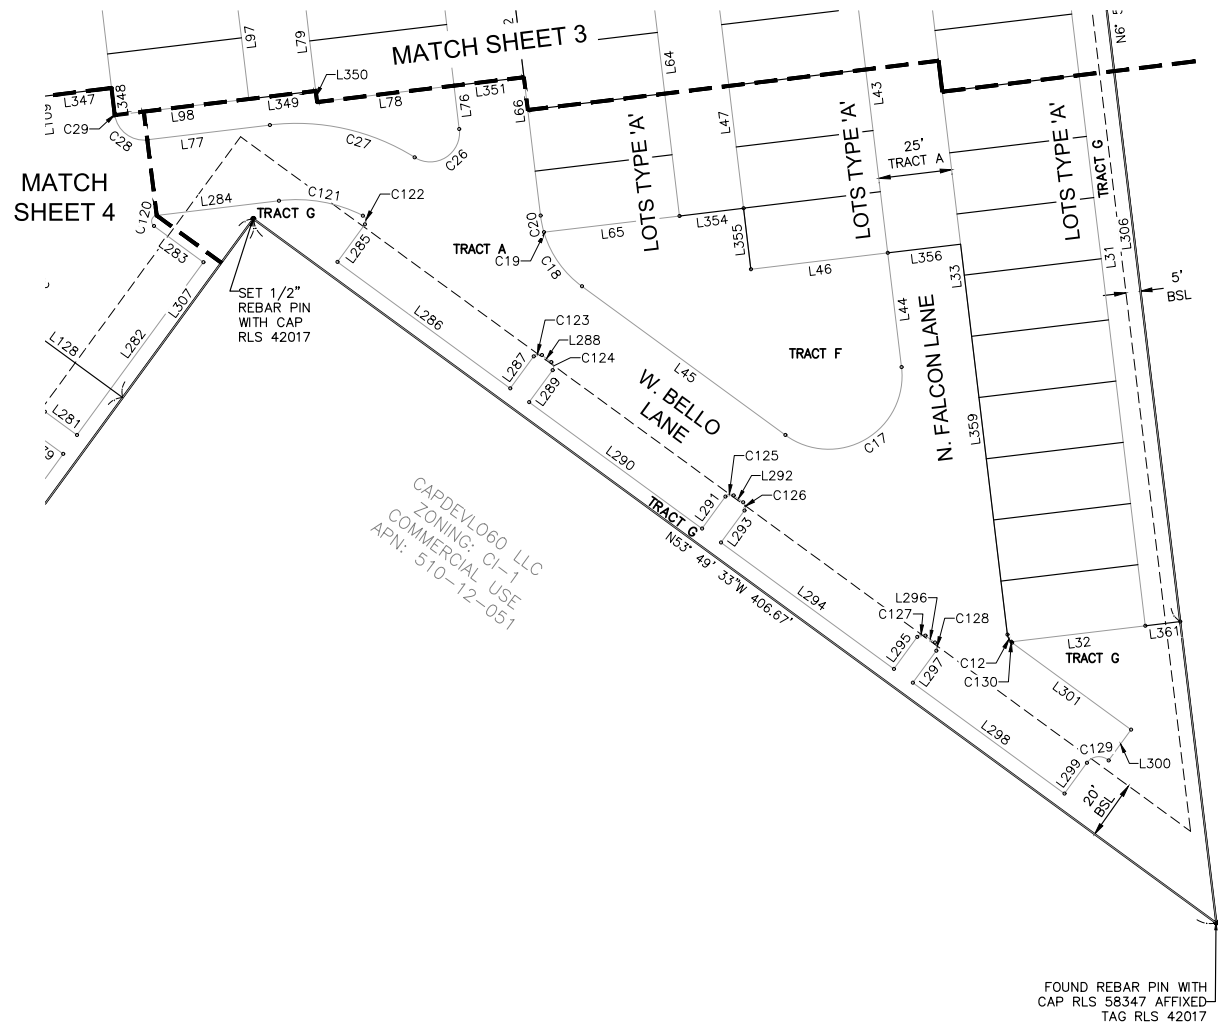 MATCH SHEET 3
L97
L79
2
L64
N6°
TRACT G
L350
L347
L348
L109
L98
L349
L78
L351
L76
L66
L47
L43
C29
C28
L77
C27
C26
LOTS TYPE 'A'
LOTS TYPE 'A'
LOTS TYPE 'A'
25'
TRACT A
MATCH
SHEET 4
C120
L284
C121
C122
TRACT G
L285
L283
TRACT A
C20
C19
C18
L65
L354
L355
L46
L356
L33
L31
L306
5'
BSL
SET 1/2"
REBAR PIN
WITH CAP
RLS 42017
L307
L282
L128
L281
79
L286
C123
L288
C124
L287
L289
L45
L44
TRACT F
W. BELLO
LANE
N. FALCON LANE
L359
C17
L290
C125
L292
C126
L291
L293
TRACT G
N53° 49' 33"W 406.67'
CAPDEVLO60 LLC
ZONING: CI-1
COMMERCIAL USE
APN: 510-12-051
L294
L296
C127
C128
L295
L297
C12
C130
L32
L361
TRACT G
L301
L298
C129
L300
L299
20'
BSL
FOUND REBAR PIN WITH
CAP RLS 58347 AFFIXED
TAG RLS 42017